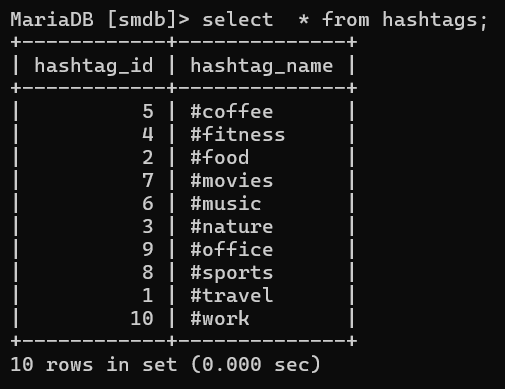 MariaDB [smdb]> select  * from hashtags;
+------------+--------------+
| hashtag_id | hashtag_name |
+------------+--------------+
|          5 | #coffee      |
|          4 | #fitness     |
|          2 | #food        |
|          7 | #movies      |
|          6 | #music       |
|          3 | #nature      |
|          9 | #office      |
|          8 | #sports      |
|          1 | #travel      |
|         10 | #work        |
+------------+--------------+
10 rows in set (0.000 sec)